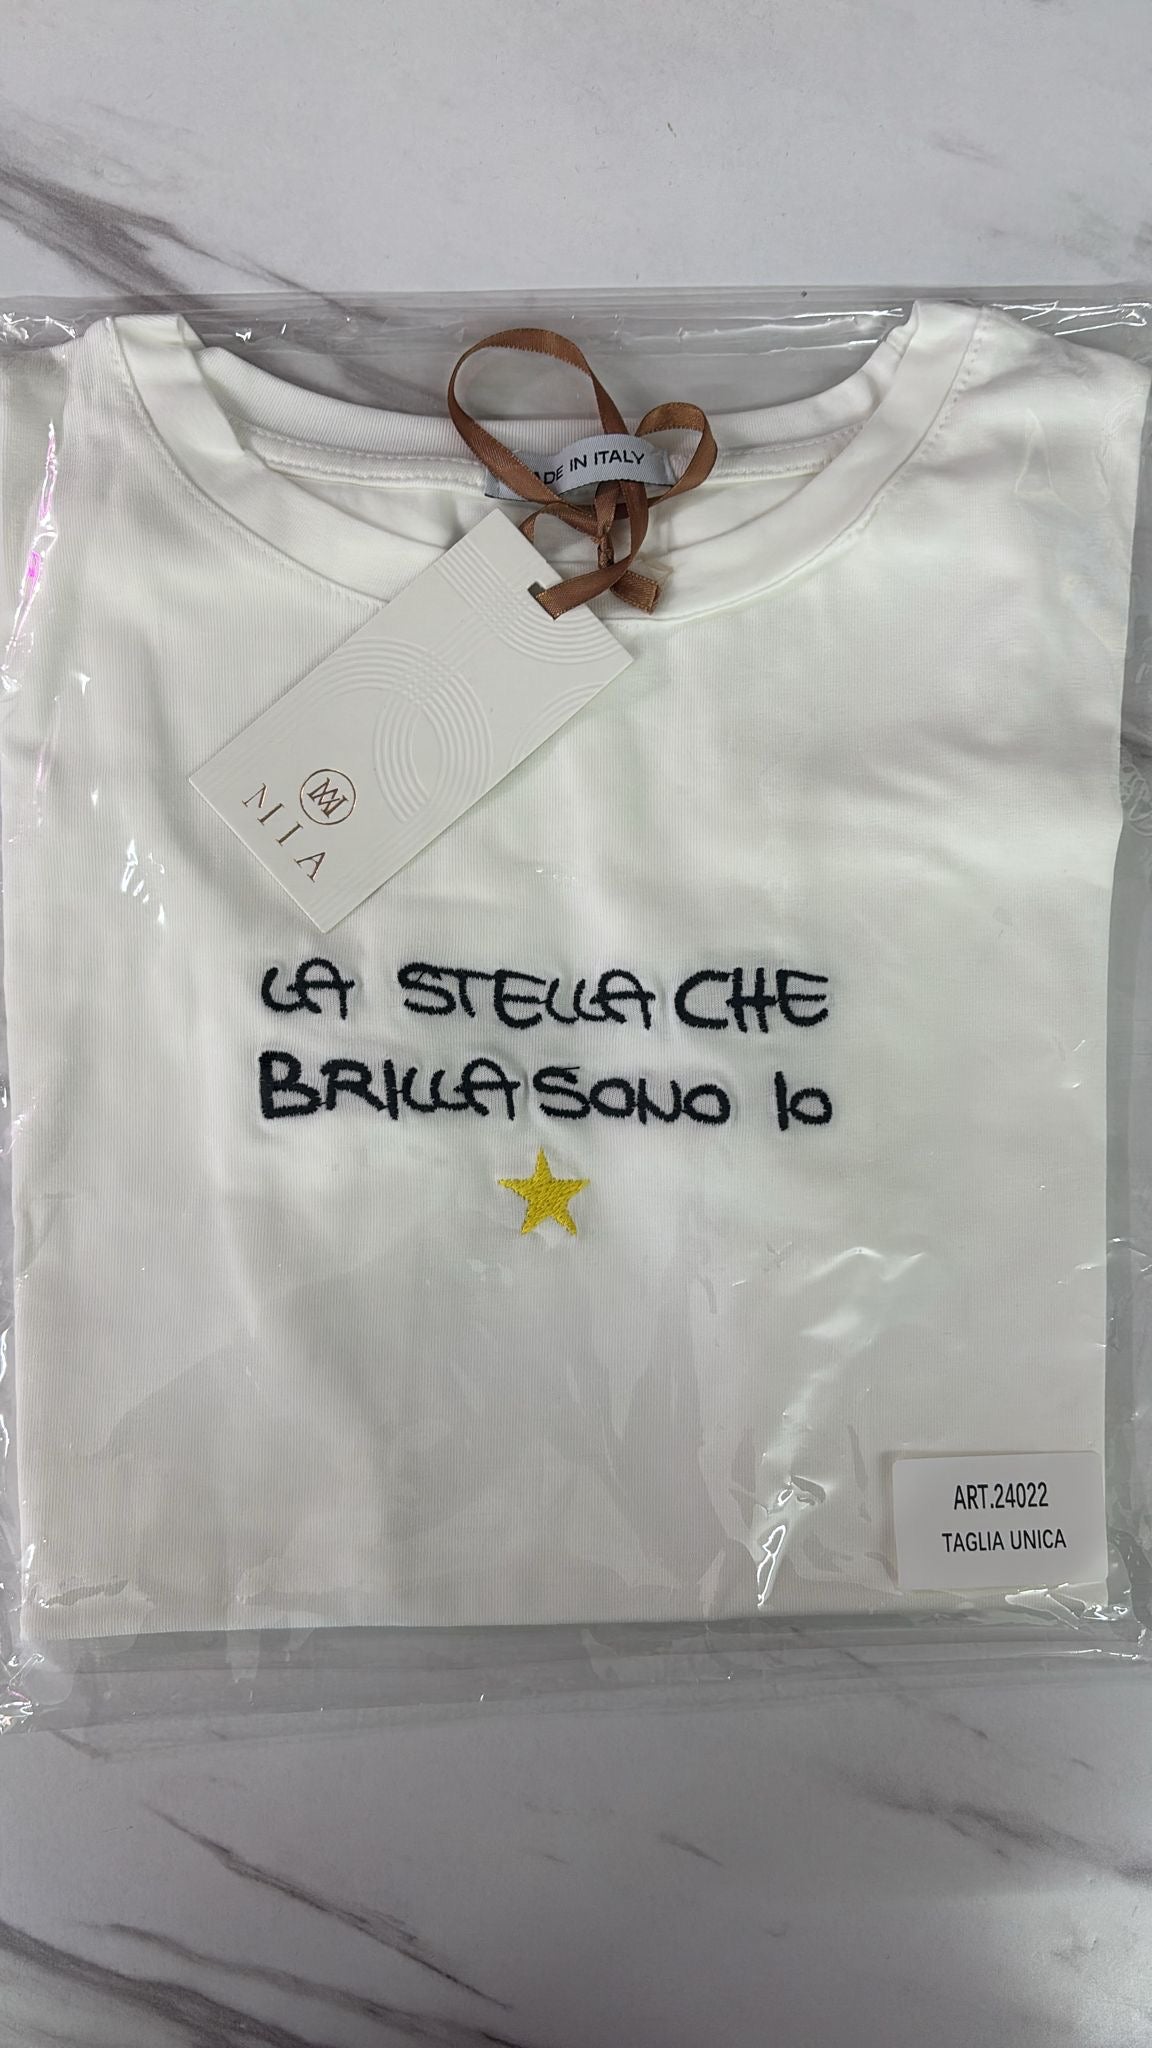 MADE IN ITALY
MIA
LA STELLA CHE
BRILLA SONO IO
ART.24022
TAGLIA UNICA